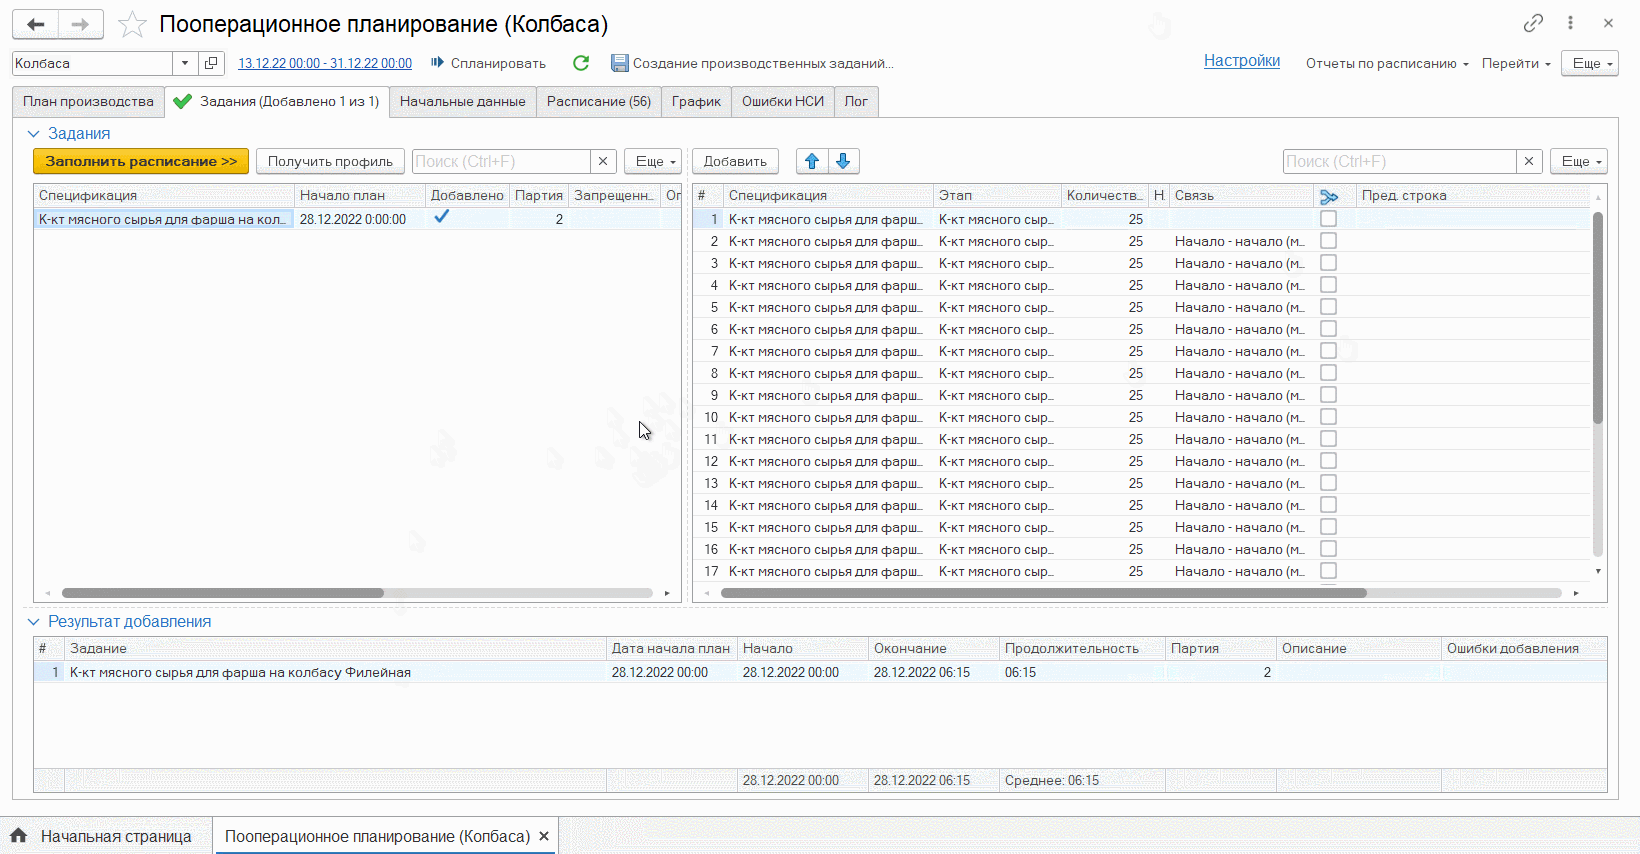 Пооперационное планирование (Колбаса)
Колбаса 13.12.22 00:00 - 31.12.22 00:00 Спланировать Создание производственных заданий... Настройки Отчеты по расписанию Перейти Еще
План производства Задания (Добавлено 1 из 1) Начальные данные Расписание (56) График Ошибки НСИ Лог
Задания
Заполнить расписание >> Получить профиль Поиск (Ctrl+F) × Еще Добавить Поиск (Ctrl+F) × Еще
Спецификация Начало план Добавлено Партия Запрещенн... Ог # Спецификация Этап Количеств... Н. Связь Пред. строка
К-кт мясного сырья для фарша на кол... 28.12.2022 0:00:00 2 1 К-кт мясного сырья для фарш... К-кт мясного сыр... 25
2 К-кт мясного сырья для фарш... К-кт мясного сыр... 25 Начало - начало (м...
3 К-кт мясного сырья для фарш... К-кт мясного сыр... 25 Начало - начало (м...
4 К-кт мясного сырья для фарш... К-кт мясного сыр... 25 Начало - начало (м...
5 К-кт мясного сырья для фарш... К-кт мясного сыр... 25 Начало - начало (м...
6 К-кт мясного сырья для фарш... К-кт мясного сыр... 25 Начало - начало (м...
7 К-кт мясного сырья для фарш... К-кт мясного сыр... 25 Начало - начало (м...
8 К-кт мясного сырья для фарш... К-кт мясного сыр... 25 Начало - начало (м...
9 К-кт мясного сырья для фарш... К-кт мясного сыр... 25 Начало - начало (м...
10 К-кт мясного сырья для фарш... К-кт мясного сыр... 25 Начало - начало (м...
11 К-кт мясного сырья для фарш... К-кт мясного сыр... 25 Начало - начало (м...
12 К-кт мясного сырья для фарш... К-кт мясного сыр... 25 Начало - начало (м...
13 К-кт мясного сырья для фарш... К-кт мясного сыр... 25 Начало - начало (м...
14 К-кт мясного сырья для фарш... К-кт мясного сыр... 25 Начало - начало (м...
15 К-кт мясного сырья для фарш... К-кт мясного сыр... 25 Начало - начало (м...
16 К-кт мясного сырья для фарш... К-кт мясного сыр... 25 Начало - начало (м...
17 К-кт мясного сырья для фарш... К-кт мясного сыр... 25 Начало - начало (м...
Результат добавления
# Задание Дата начала план Начало Окончание Продолжительность Партия Описание Ошибки добавления
1 К-кт мясного сырья для фарша на колбасу Филейная 28.12.2022 00:00 28.12.2022 00:00 28.12.2022 06:15 06:15 2
28.12.2022 00:00 28.12.2022 06:15 Среднее: 06:15
Начальная страница Пооперационное планирование (Колбаса) ×